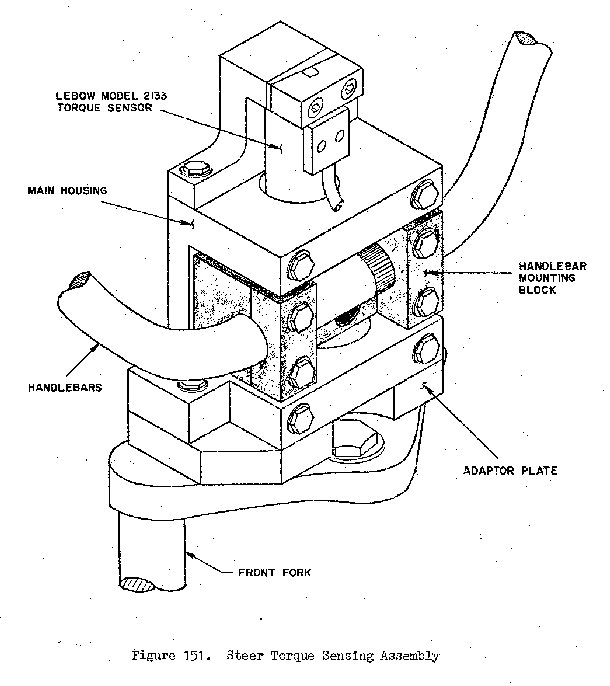 LEBOW MODEL 2133
TORQUE SENSOR
MAIN HOUSING
HANDLEBAR
MOUNTING
BLOCK
HANDLEBARS
ADAPTOR PLATE
FRONT FORK
Figure 151. Steer Torque Sensing Assembly